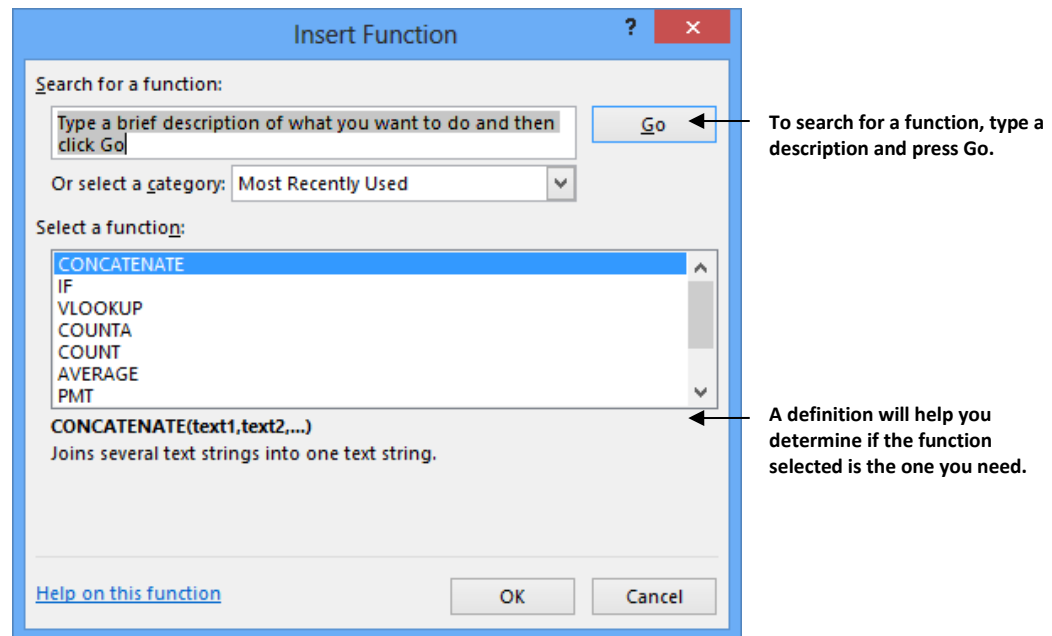 Insert Function
?
×
Search for a function:
Type a brief description of what you want to do and then
click Go
Go
To search for a function, type a
description and press Go.
Or select a category: Most Recently Used
Select a function:
CONCATENATE
IF
VLOOKUP
COUNTA
COUNT
AVERAGE
PMT
CONCATENATE(text1,text2,...)
Joins several text strings into one text string.
A definition will help you
determine if the function
selected is the one you need.
Help on this function
OK
Cancel